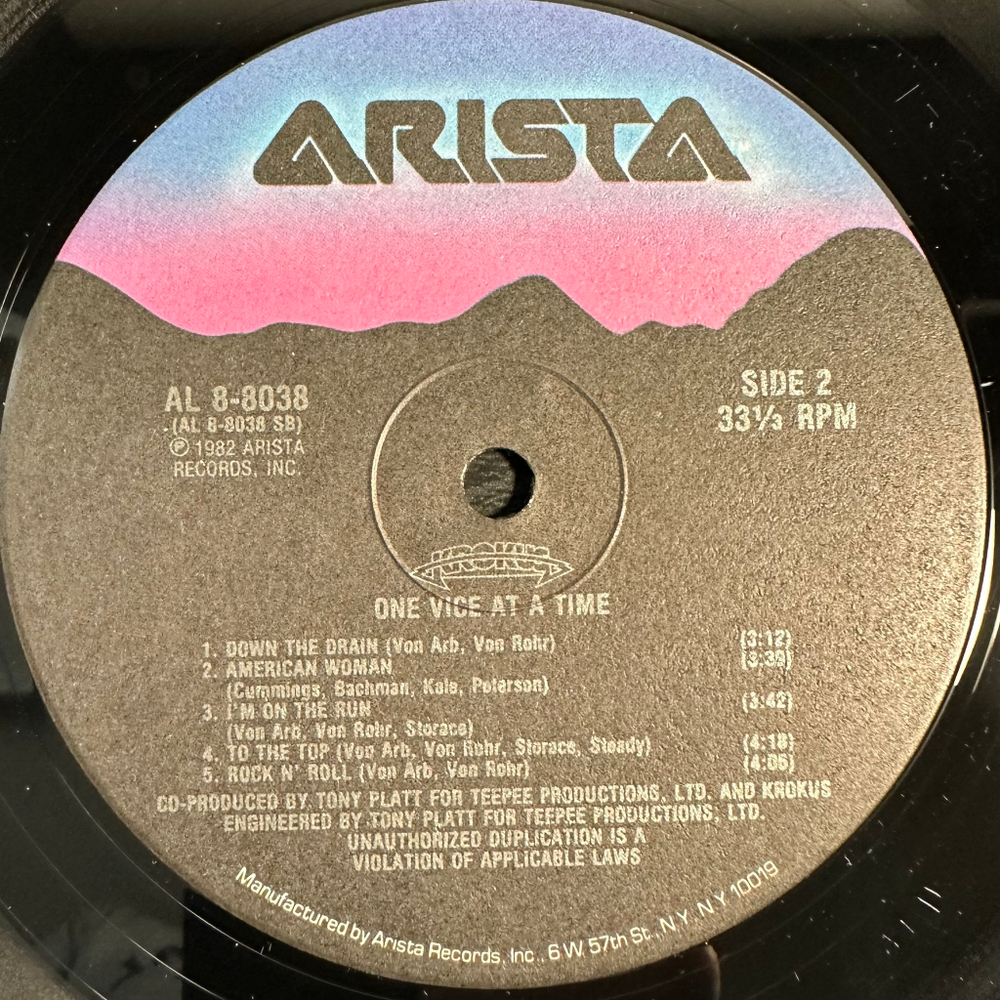 ARISTA
AL 8-8038
(AL 8-8038 SB)
℗ 1982 ARISTA
RECORDS, INC.
SIDE 2
33⅓ RPM
KROKUS
ONE VICE AT A TIME
1. DOWN THE DRAIN (Von Arb, Von Rohr) (3:12)
2. AMERICAN WOMAN (3:39)
(Cummings, Bachman, Kale, Peterson)
3. I'M ON THE RUN (3:42)
(Von Arb, Von Rohr, Storace)
4. TO THE TOP (Von Arb, Von Rohr, Storace, Steady) (4:18)
5. ROCK N' ROLL (Von Arb, Von Rohr) (4:05)
CO-PRODUCED BY TONY PLATT FOR TEEPEE PRODUCTIONS, LTD. AND KROKUS
ENGINEERED BY TONY PLATT FOR TEEPEE PRODUCTIONS, LTD.
UNAUTHORIZED DUPLICATION IS A
VIOLATION OF APPLICABLE LAWS
Manufactured by Arista Records, Inc., 6 W. 57th St., N.Y. N.Y. 10019